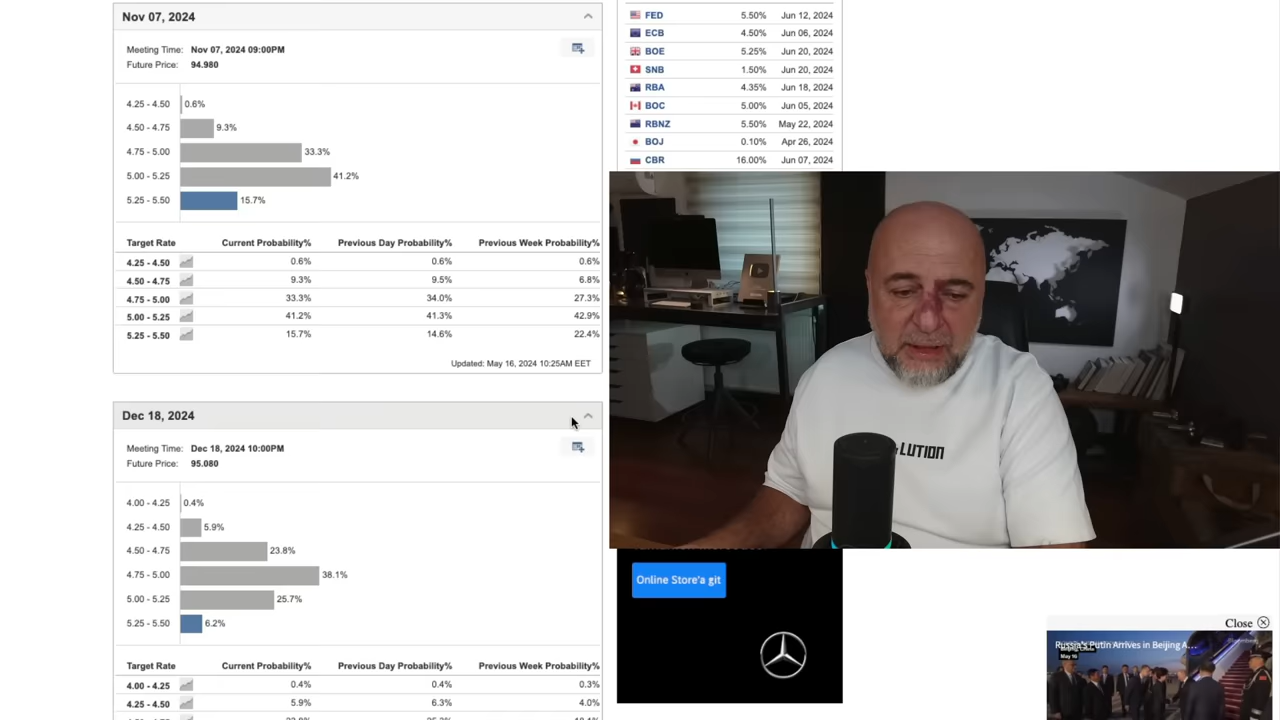 Nov 07, 2024
Meeting Time: Nov 07, 2024 09:00PM
Future Price: 94.980
4.25 - 4.50 0.6%
4.50 - 4.75 9.3%
4.75 - 5.00 33.3%
5.00 - 5.25 41.2%
5.25 - 5.50 15.7%
Target Rate Current Probability% Previous Day Probability% Previous Week Probability%
4.25 - 4.50 0.6% 0.6% 0.6%
4.50 - 4.75 9.3% 9.5% 6.8%
4.75 - 5.00 33.3% 34.0% 27.3%
5.00 - 5.25 41.2% 41.3% 42.9%
5.25 - 5.50 15.7% 14.6% 22.4%
Updated: May 16, 2024 10:25AM EET
Dec 18, 2024
Meeting Time: Dec 18, 2024 10:00PM
Future Price: 95.080
4.00 - 4.25 0.4%
4.25 - 4.50 5.9%
4.50 - 4.75 23.8%
4.75 - 5.00 38.1%
5.00 - 5.25 25.7%
5.25 - 5.50 6.2%
Target Rate Current Probability% Previous Day Probability% Previous Week Probability%
4.00 - 4.25 0.4% 0.4% 0.3%
4.25 - 4.50 5.9% 6.3% 4.0%
FED 5.50% Jun 12, 2024
ECB 4.50% Jun 06, 2024
BOE 5.25% Jun 20, 2024
SNB 1.50% Jun 20, 2024
RBA 4.35% Jun 18, 2024
BOC 5.00% Jun 05, 2024
RBNZ 5.50% May 22, 2024
BOJ 0.10% Apr 26, 2024
CBR 16.00% Jun 07, 2024
LUTION
Online Store'a git
Close
Russia's Putin Arrives in Beijing A...
May 16